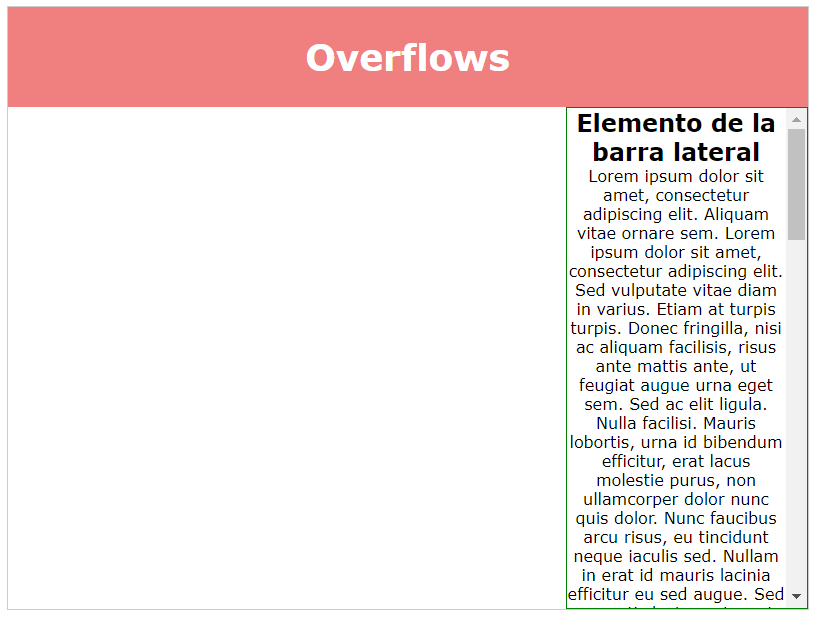 Overflows
Elemento de la
barra lateral
Lorem ipsum dolor sit
amet, consectetur
adipiscing elit. Aliquam
vitae ornare sem. Lorem
ipsum dolor sit amet,
consectetur adipiscing elit.
Sed vulputate vitae diam
in varius. Etiam at turpis
turpis. Donec fringilla, nisi
ac aliquam facilisis, risus
ante mattis ante, ut
feugiat augue urna eget
sem. Sed ac elit ligula.
Nulla facilisi. Mauris
lobortis, urna id bibendum
efficitur, erat lacus
molestie purus, non
ullamcorper dolor nunc
quis dolor. Nunc faucibus
arcu risus, eu tincidunt
neque iaculis sed. Nullam
in erat id mauris lacinia
efficitur eu sed augue. Sed